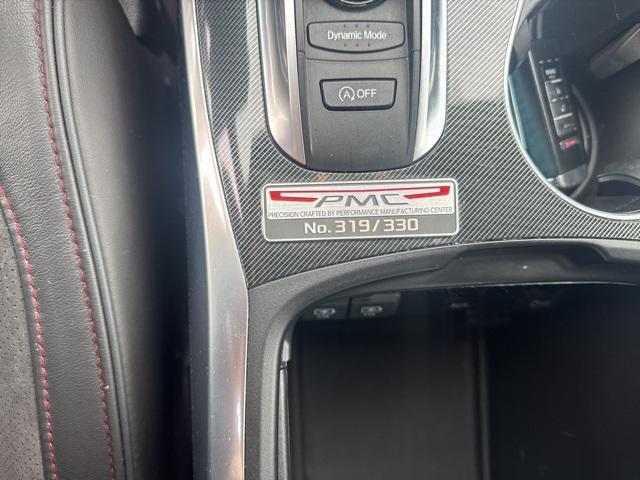 Dynamic Mode
A OFF
PMC
PRECISION CRAFTED BY PERFORMANCE MANUFACTURING CENTER
No. 319/330